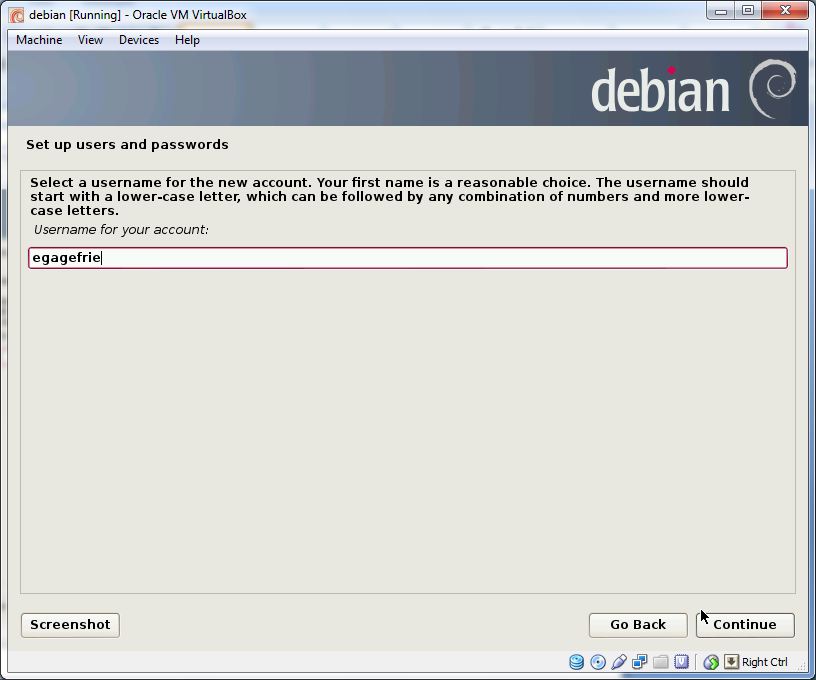 debian [Running] - Oracle VM VirtualBox
Machine View Devices Help
debian
Set up users and passwords
Select a username for the new account. Your first name is a reasonable choice. The username should
start with a lower-case letter, which can be followed by any combination of numbers and more lower-
case letters.
Username for your account:
egagefrie
Screenshot Go Back Continue
Right Ctrl